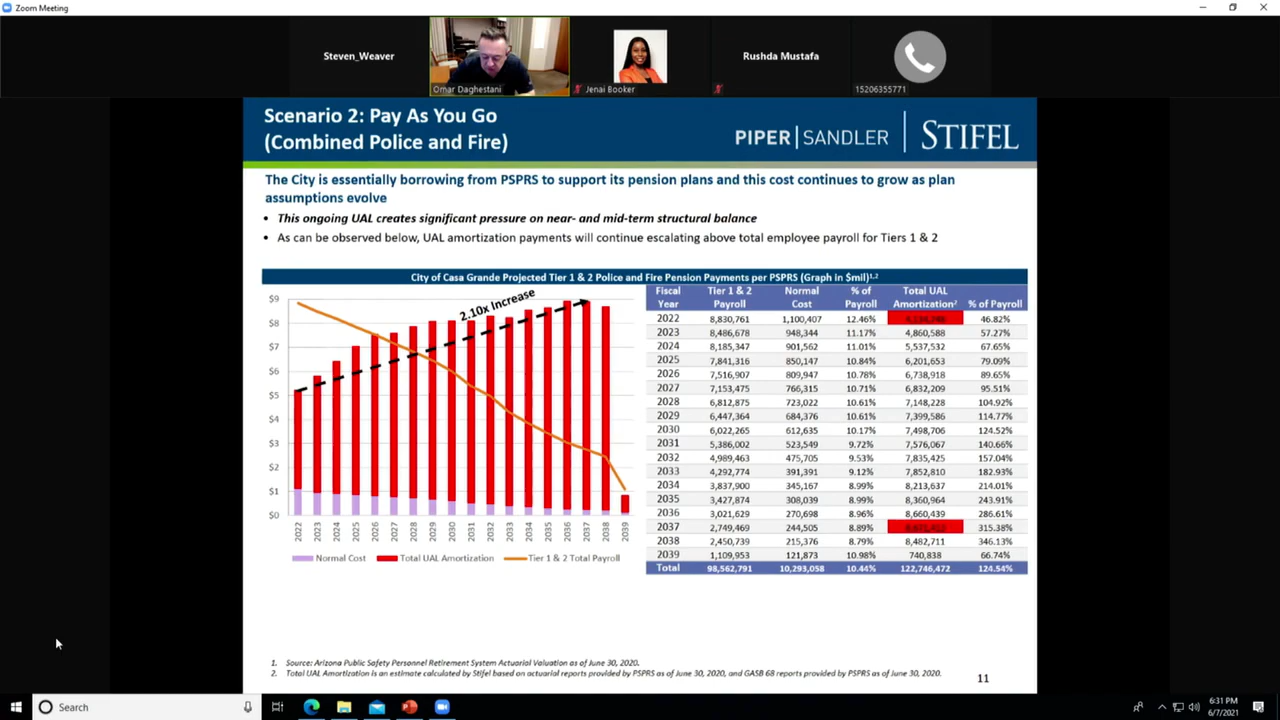 Zoom Meeting
Steven_Weaver
Omar Daghestani
Jenai Booker
Rushda Mustafa
15206355771
Scenario 2: Pay As You Go
(Combined Police and Fire)
PIPER|SANDLER
STIFEL
The City is essentially borrowing from PSPRS to support its pension plans and this cost continues to grow as plan
assumptions evolve
• This ongoing UAL creates significant pressure on near- and mid-term structural balance
• As can be observed below, UAL amortization payments will continue escalating above total employee payroll for Tiers 1 & 2
City of Casa Grande Projected Tier 1 & 2 Police and Fire Pension Payments per PSPRS (Graph in $mil)1,2
$9
$8
$7
$6
$5
$4
$3
$2
$1
$0
2.10x Increase
2022 2023 2024 2025 2026 2027 2028 2029 2030 2031 2032 2033 2034 2035 2036 2037 2038 2039
Normal Cost Total UAL Amortization Tier 1 & 2 Total Payroll
Fiscal Tier 1 & 2 Normal % of Total UAL
Year Payroll Cost Payroll Amortization² % of Payroll
2022 8,830,761 1,100,407 12.46% 46.82%
2023 8,486,678 948,344 11.17% 4,860,588 57.27%
2024 8,185,347 901,562 11.01% 5,537,532 67.65%
2025 7,841,316 850,147 10.84% 6,201,653 79.09%
2026 7,516,907 809,947 10.78% 6,738,918 89.65%
2027 7,153,475 766,315 10.71% 6,832,209 95.51%
2028 6,812,875 723,022 10.61% 7,148,228 104.92%
2029 6,447,364 684,376 10.61% 7,399,586 114.77%
2030 6,022,265 612,635 10.17% 7,498,706 124.52%
2031 5,386,002 523,549 9.72% 7,576,067 140.66%
2032 4,989,463 475,705 9.53% 7,835,425 157.04%
2033 4,292,774 391,391 9.12% 7,852,810 182.93%
2034 3,837,900 345,167 8.99% 8,213,637 214.01%
2035 3,427,874 308,039 8.99% 8,360,964 243.91%
2036 3,021,629 270,698 8.96% 8,660,439 286.61%
2037 2,749,469 244,505 8.89% 315.38%
2038 2,450,739 215,376 8.79% 8,482,711 346.13%
2039 1,109,953 121,873 10.98% 740,838 66.74%
Total 98,562,791 10,293,058 10.44% 122,746,472 124.54%
1. Source: Arizona Public Safety Personnel Retirement System Actuarial Valuation as of June 30, 2020.
2. Total UAL Amortization is an estimate calculated by Stifel based on actuarial reports provided by PSPRS as of June 30, 2020, and GASB 68 reports provided by PSPRS as of June 30, 2020.
11
Search
6:31 PM
6/7/2021